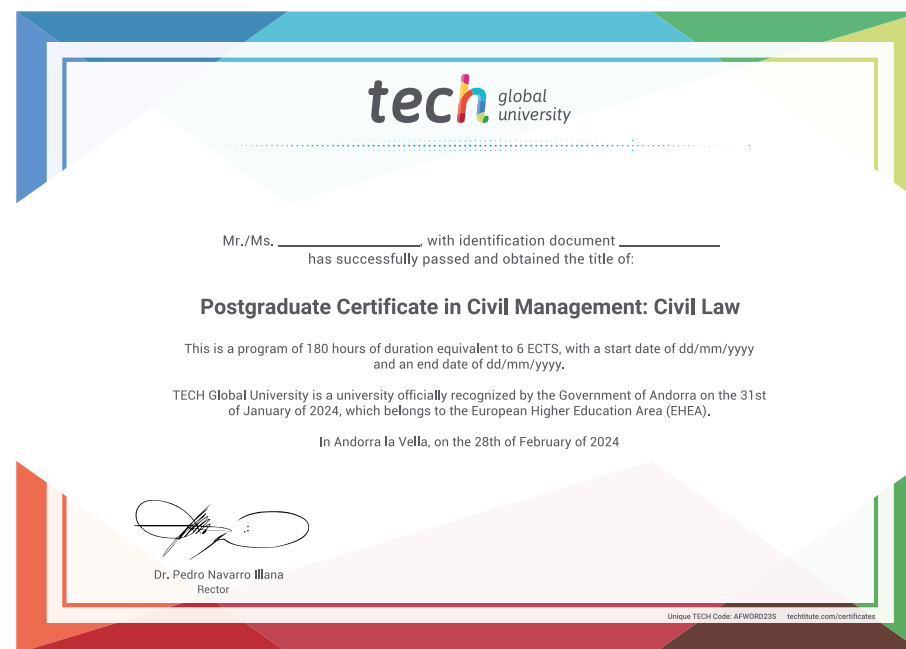 tech global
university
Mr./Ms. ____________, with identification document ____________
has successfully passed and obtained the title of:
Postgraduate Certificate in Civil Management: Civil Law
This is a program of 180 hours of duration equivalent to 6 ECTS, with a start date of dd/mm/yyyy
and an end date of dd/mm/yyyy.
TECH Global University is a university officially recognized by the Government of Andorra on the 31st
of January of 2024, which belongs to the European Higher Education Area (EHEA).
In Andorra la Vella, on the 28th of February of 2024
Dr. Pedro Navarro Illana
Rector
Unique TECH Code: AFWORD23S techtitute.com/certificates